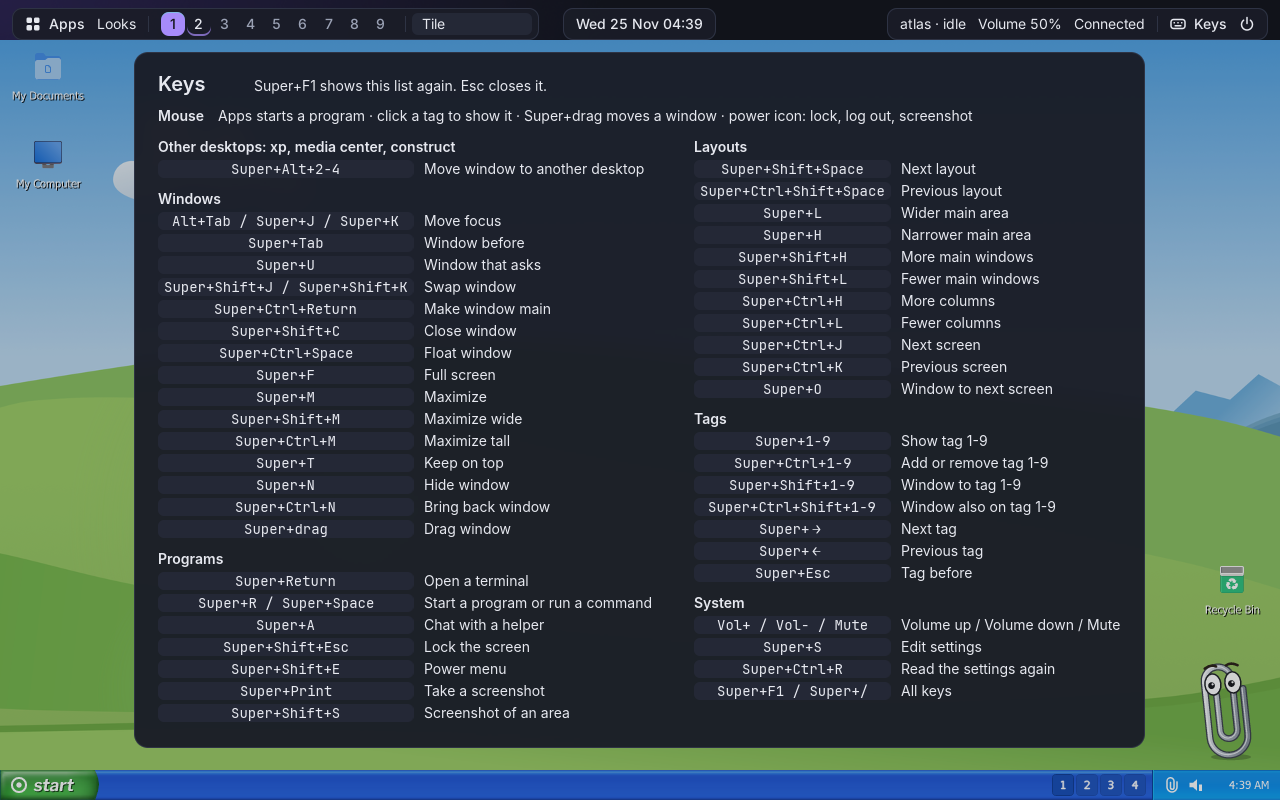 Apps Looks 1 2 3 4 5 6 7 8 9 Tile
Wed 25 Nov 04:39
atlas · idle Volume 50% Connected Keys
My Documents
My Computer
Keys Super+F1 shows this list again. Esc closes it.
Mouse Apps starts a program · click a tag to show it · Super+drag moves a window · power icon: lock, log out, screenshot
Other desktops: xp, media center, construct
Super+Alt+2-4 Move window to another desktop
Windows
Alt+Tab / Super+J / Super+K Move focus
Super+Tab Window before
Super+U Window that asks
Super+Shift+J / Super+Shift+K Swap window
Super+Ctrl+Return Make window main
Super+Shift+C Close window
Super+Ctrl+Space Float window
Super+F Full screen
Super+M Maximize
Super+Shift+M Maximize wide
Super+Ctrl+M Maximize tall
Super+T Keep on top
Super+N Hide window
Super+Ctrl+N Bring back window
Super+drag Drag window
Programs
Super+Return Open a terminal
Super+R / Super+Space Start a program or run a command
Super+A Chat with a helper
Super+Shift+Esc Lock the screen
Super+Shift+E Power menu
Super+Print Take a screenshot
Super+Shift+S Screenshot of an area
Layouts
Super+Shift+Space Next layout
Super+Ctrl+Shift+Space Previous layout
Super+L Wider main area
Super+H Narrower main area
Super+Shift+H More main windows
Super+Shift+L Fewer main windows
Super+Ctrl+H More columns
Super+Ctrl+L Fewer columns
Super+Ctrl+J Next screen
Super+Ctrl+K Previous screen
Super+O Window to next screen
Tags
Super+1-9 Show tag 1-9
Super+Ctrl+1-9 Add or remove tag 1-9
Super+Shift+1-9 Window to tag 1-9
Super+Ctrl+Shift+1-9 Window also on tag 1-9
Super+→ Next tag
Super+← Previous tag
Super+Esc Tag before
System
Vol+ / Vol- / Mute Volume up / Volume down / Mute
Super+S Edit settings
Super+Ctrl+R Read the settings again
Super+F1 / Super+/ All keys
Recycle Bin
start 1 2 3 4 4:39 AM